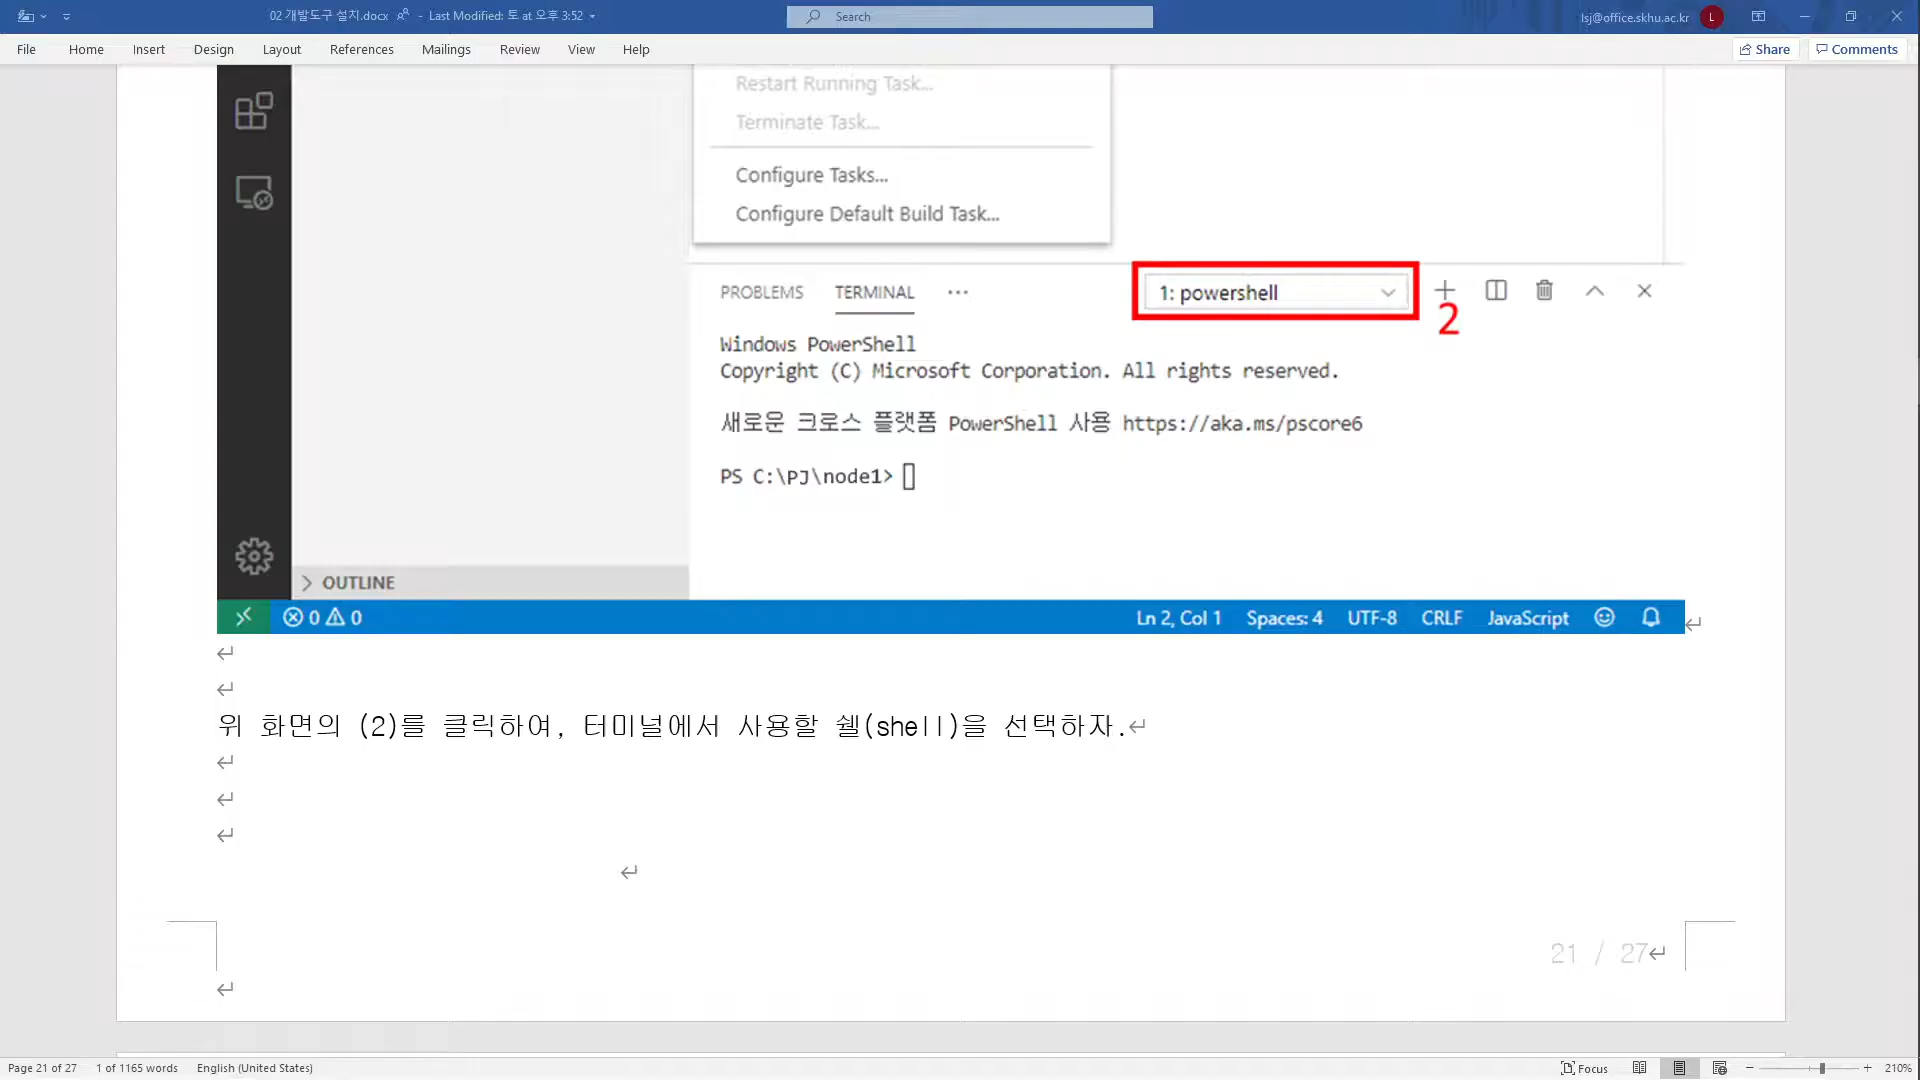 02 개발도구 설지.docx - Last Modified: 토 at 오후 3:52
Search
lsj@office.skhu.ac.kr L
File Home Insert Design Layout References Mailings Review View Help Share Comments
Restart Running Task...
Terminate Task...
Configure Tasks...
Configure Default Build Task...
PROBLEMS TERMINAL ··· 1: powershell
2
Windows PowerShell
Copyright (C) Microsoft Corporation. All rights reserved.
새로운 크로스 플랫폼 PowerShell 사용 https://aka.ms/pscore6
PS C:\PJ\node1>
OUTLINE
0 0 Ln 2, Col 1 Spaces: 4 UTF-8 CRLF JavaScript
위 화면의 (2)를 클릭하여, 터미널에서 사용할 쉘(shell)을 선택하자.
21 / 27
Page 21 of 27 1 of 1165 words English (United States) Focus 210%